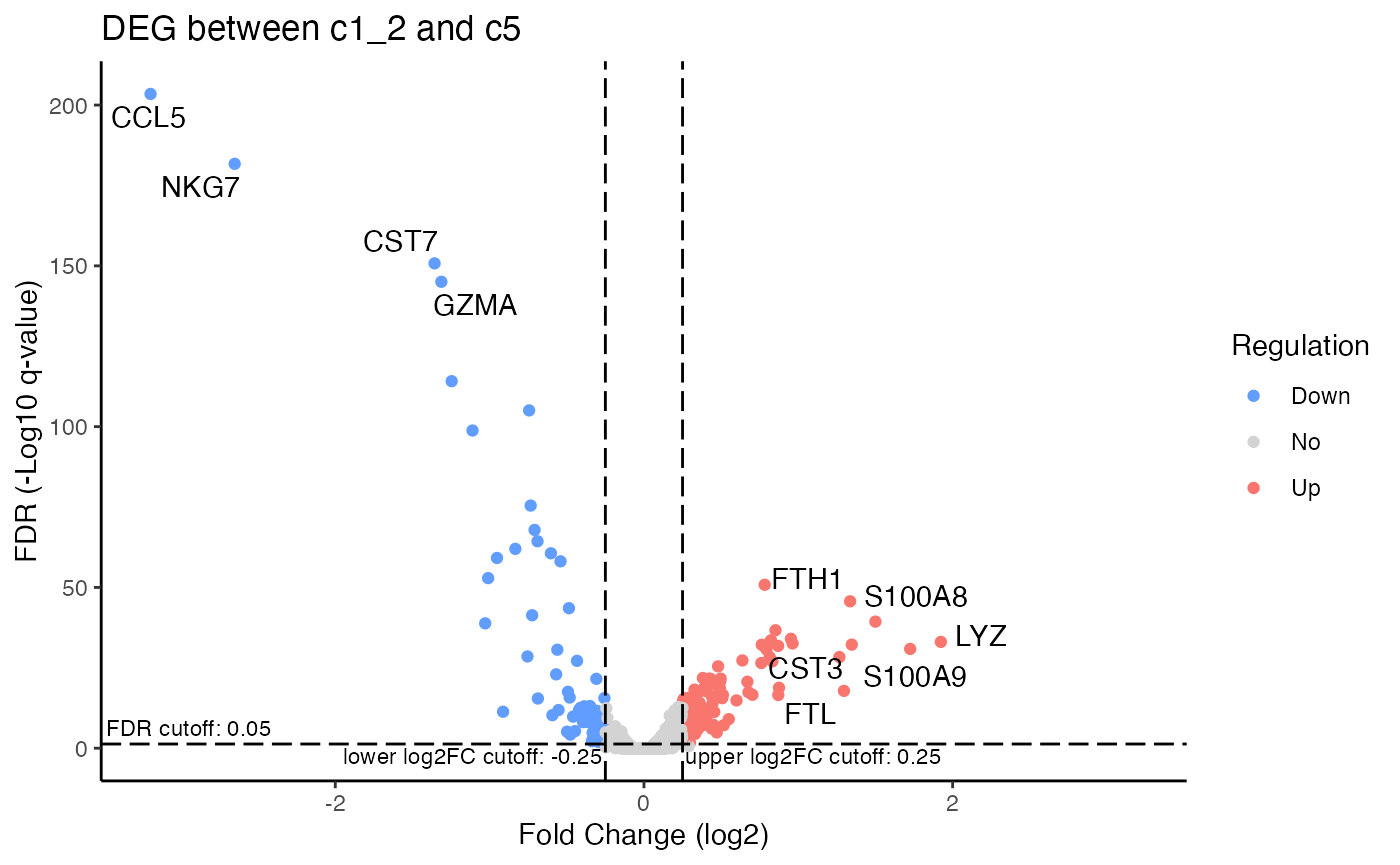 DEG between c1_2 and c5
FDR (-Log10 q-value)
200
150
100
50
0
CCL5
NKG7
CST7
GZMA
FTH1
S100A8
LYZ
CST3
S100A9
FTL
FDR cutoff: 0.05
lower log2FC cutoff: -0.25
upper log2FC cutoff: 0.25
-2
0
2
Fold Change (log2)
Regulation
Down
No
Up